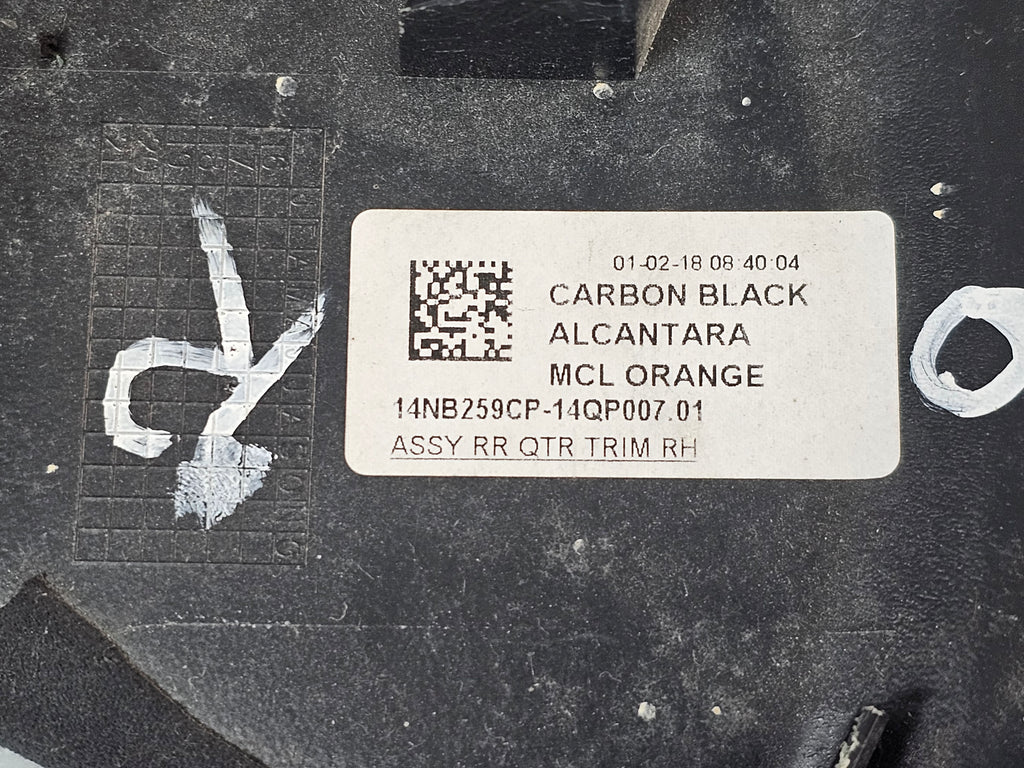 01-02-18 08:40:04
CARBON BLACK
ALCANTARA
MCL ORANGE
14NB259CP-14QP007.01
ASSY RR QTR TRIM RH